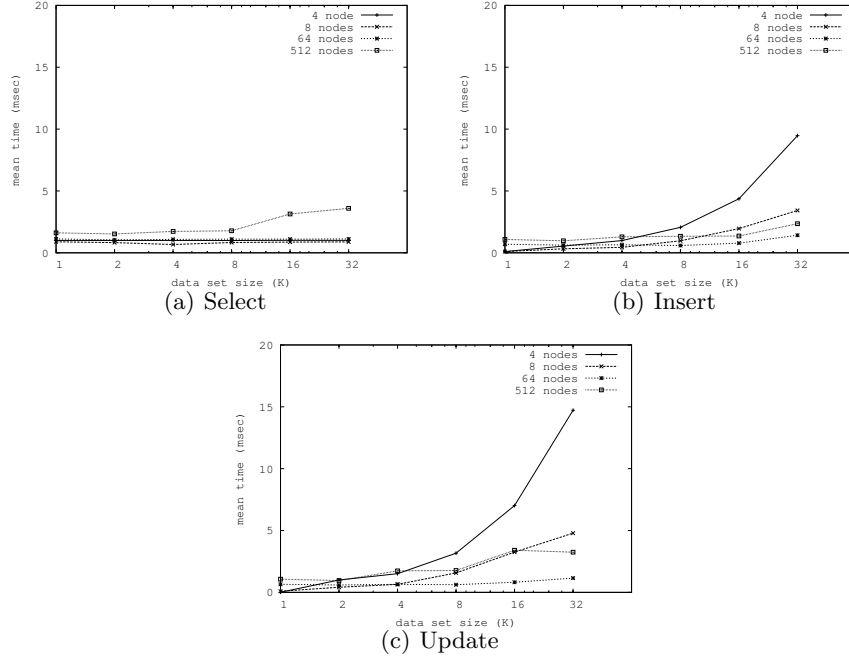 20
15
10
5
0
mean time (msec)
4 node
8 nodes
64 nodes
512 nodes
1 2 4 8 16 32
data set size (K)
(a) Select
20
15
10
5
0
mean time (msec)
4 node
8 nodes
64 nodes
512 nodes
1 2 4 8 16 32
data set size (K)
(b) Insert
20
15
10
5
0
mean time (msec)
4 nodes
8 nodes
64 nodes
512 nodes
1 2 4 8 16 32
data set size (K)
(c) Update